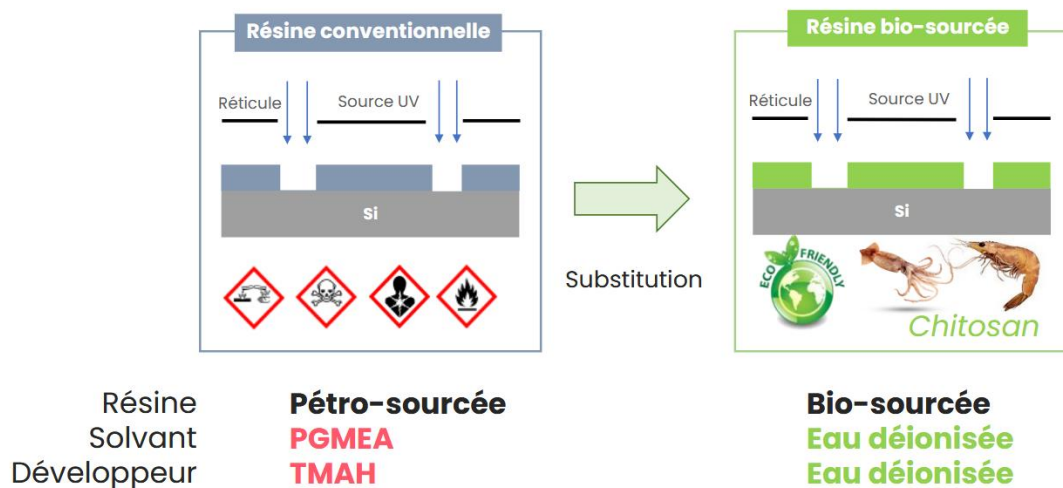 Résine conventionnelle
Réticule
Source UV
Si
Substitution
Résine bio-sourcée
Réticule
Source UV
Si
ECO FRIENDLY
Chitosan
Résine Pétro-sourcée Bio-sourcée
Solvant PGMEA Eau déionisée
Développeur TMAH Eau déionisée